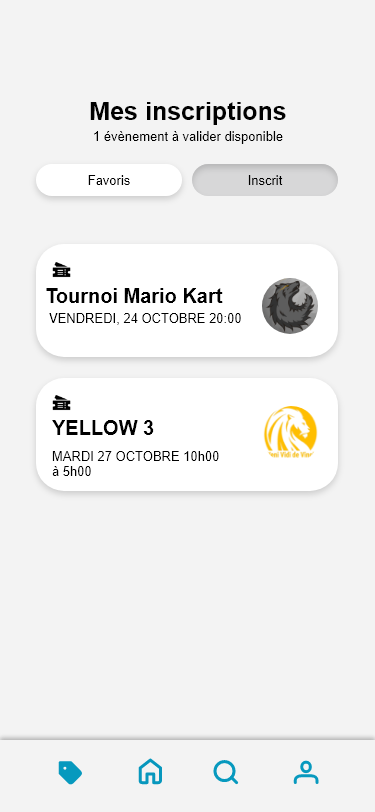 Mes inscriptions
1 évènement à valider disponible
Favoris
Inscrit
Tournoi Mario Kart
VENDREDI, 24 OCTOBRE 20:00
YELLOW 3
MARDI 27 OCTOBRE 10h00
à 5h00